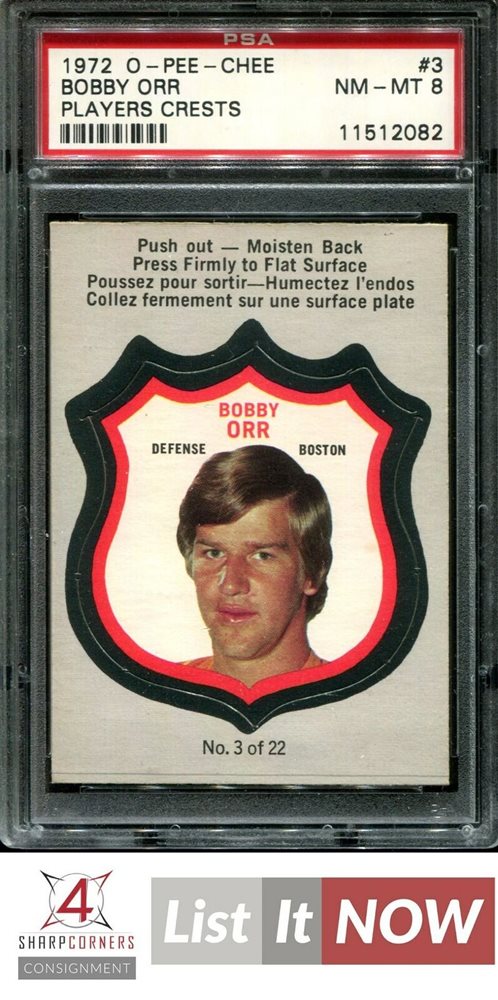 PSA
1972 O-PEE-CHEE #3
BOBBY ORR NM-MT 8
PLAYERS CRESTS
11512082
Push out — Moisten Back
Press Firmly to Flat Surface
Poussez pour sortir—Humectez l'endos
Collez fermement sur une surface plate
BOBBY
ORR
DEFENSE BOSTON
No. 3 of 22
4
SHARPCORNERS
CONSIGNMENT
List It NOW